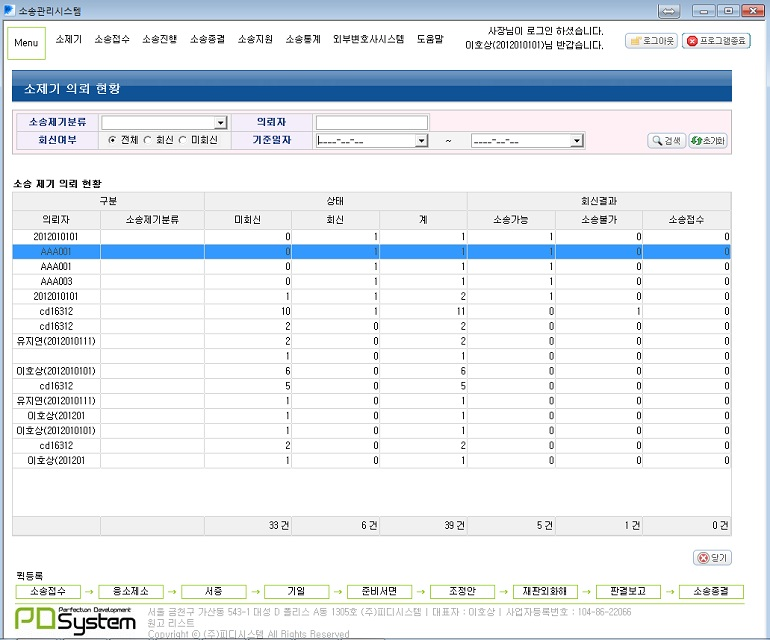 소송관리시스템
Menu 소제기 소송접수 소송진행 소송종결 소송지원 소송통계 외부변호사시스템 도움말
사장님이 로그인 하셨습니다.
이호상(2012010101)님 반갑습니다.
로그아웃 프로그램종료
소제기 의뢰 현황
소송제기분류 의뢰자
회신여부 전체 회신 미회신 기준일자 ____-__-__ ~ ____-__-__ 검색 초기화
소송 제기 의뢰 현황
구분 상태 회신결과
의뢰자 소송제기분류 미회신 회신 계 소송가능 소송불가 소송접수
2012010101 0 1 1 1 0 0
AAA001 0 1 1 1 0 0
AAA001 0 1 1 1 0 0
AAA003 0 1 1 1 0 0
2012010101 1 1 2 1 0 0
cd16312 10 1 11 0 1 0
cd16312 2 0 2 0 0 0
유지연(2012010111) 2 0 2 0 0 0
1 0 1 0 0 0
이호상(2012010101) 6 0 6 0 0 0
cd16312 5 0 5 0 0 0
유지연(2012010111) 1 0 1 0 0 0
이호상(201201 1 0 1 0 0 0
이호상(2012010101) 1 0 1 0 0 0
cd16312 2 0 2 0 0 0
이호상(201201 1 0 1 0 0 0
33 건 6 건 39 건 5 건 1 건 0 건
닫기
퀵등록
소송접수 → 응소제소 → 서증 → 기일 → 준비서면 → 조정안 → 재판외화해 → 판결보고 → 소송종결
Perfection Development
PDSystem
서울 금천구 가산동 543-1 대성 D 폴리스 A동 1305호 (주)피디시스템 | 대표자 : 이호상 | 사업자등록번호 : 104-86-22066
원고 리스트
Copyright ⓒ (주)피디시스템 All Rights Reserved